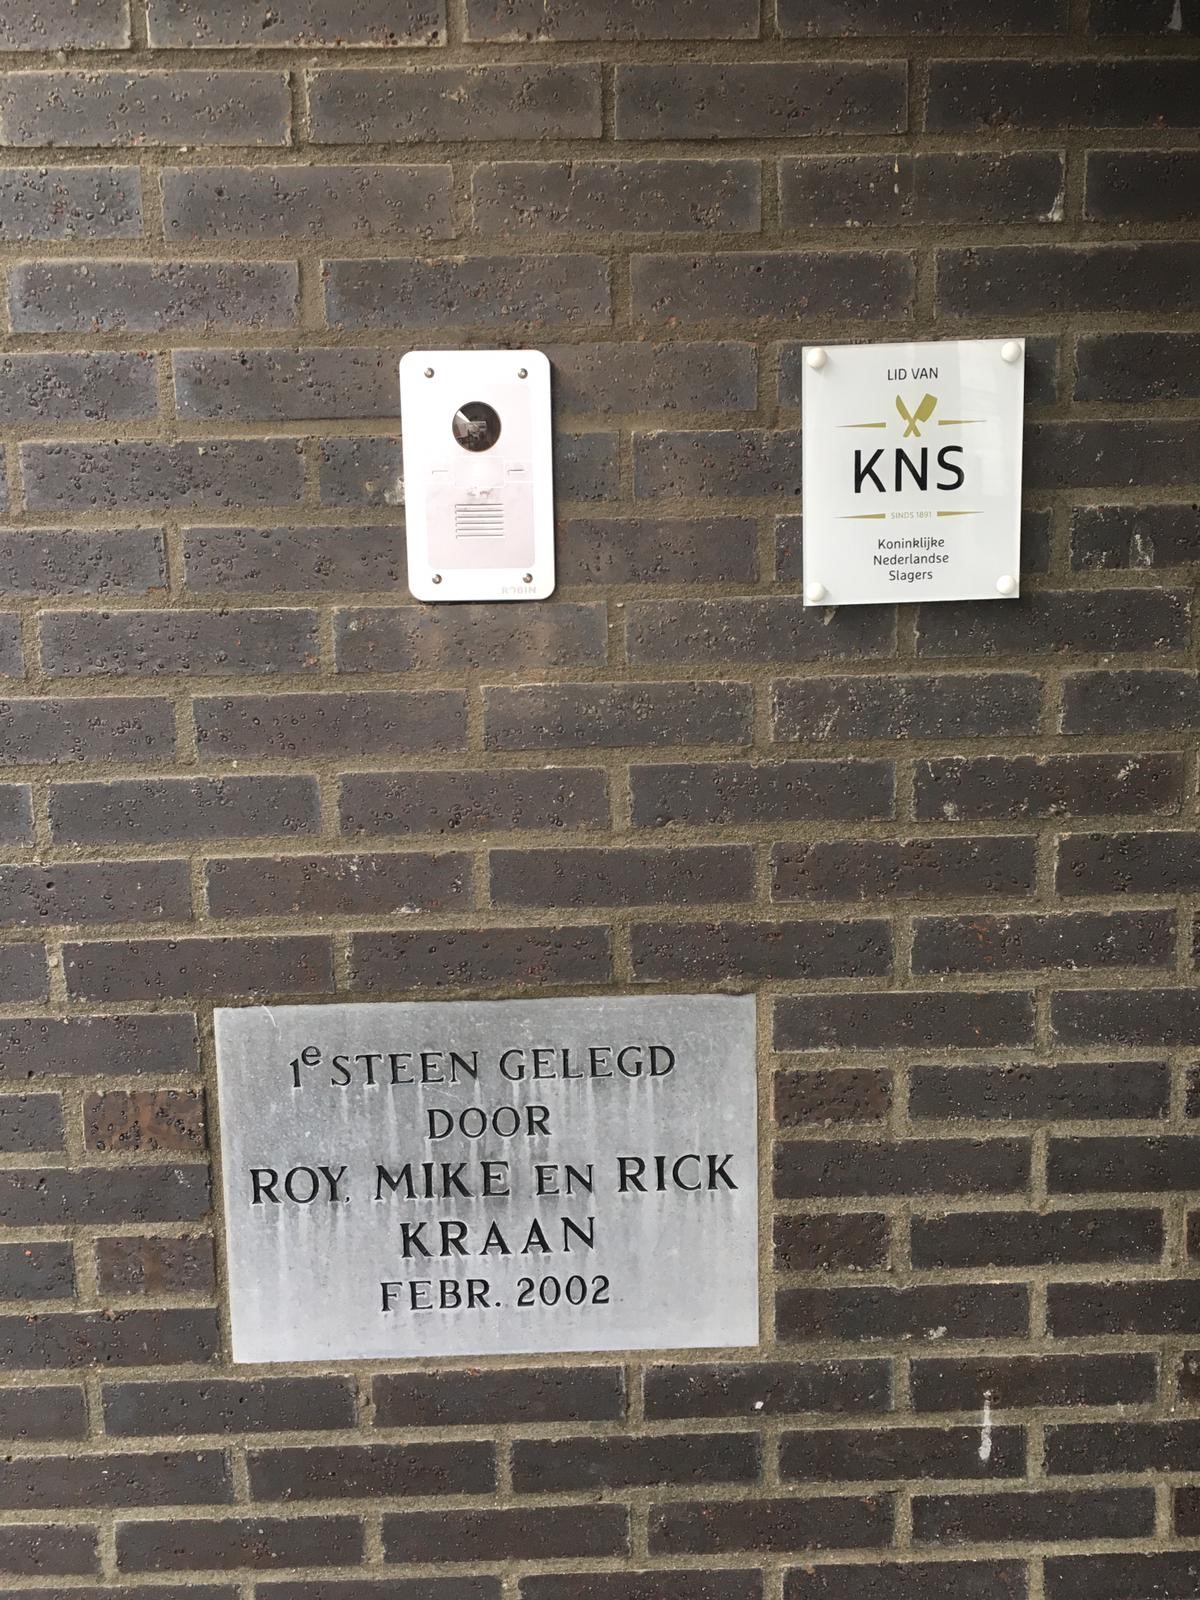 ROBIN
LID VAN
KNS
SINDS 1891
Koninklijke
Nederlandse
Slagers
1e STEEN GELEGD
DOOR
ROY, MIKE EN RICK
KRAAN
FEBR. 2002